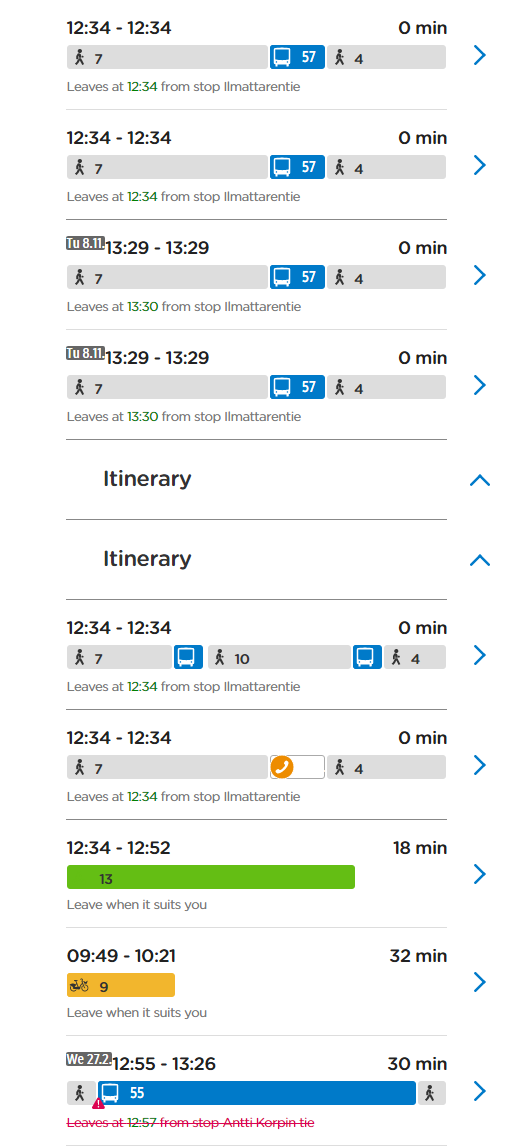 12:34 - 12:34 0 min
7 57 4
Leaves at 12:34 from stop Ilmattarentie
12:34 - 12:34 0 min
7 57 4
Leaves at 12:34 from stop Ilmattarentie
Tu 8.11. 13:29 - 13:29 0 min
7 57 4
Leaves at 13:30 from stop Ilmattarentie
Tu 8.11. 13:29 - 13:29 0 min
7 57 4
Leaves at 13:30 from stop Ilmattarentie
Itinerary
Itinerary
12:34 - 12:34 0 min
7 10 4
Leaves at 12:34 from stop Ilmattarentie
12:34 - 12:34 0 min
7 4
Leaves at 12:34 from stop Ilmattarentie
12:34 - 12:52 18 min
13
Leave when it suits you
09:49 - 10:21 32 min
9
Leave when it suits you
We 27.2. 12:55 - 13:26 30 min
55
Leaves at 12:57 from stop Antti Korpin tie